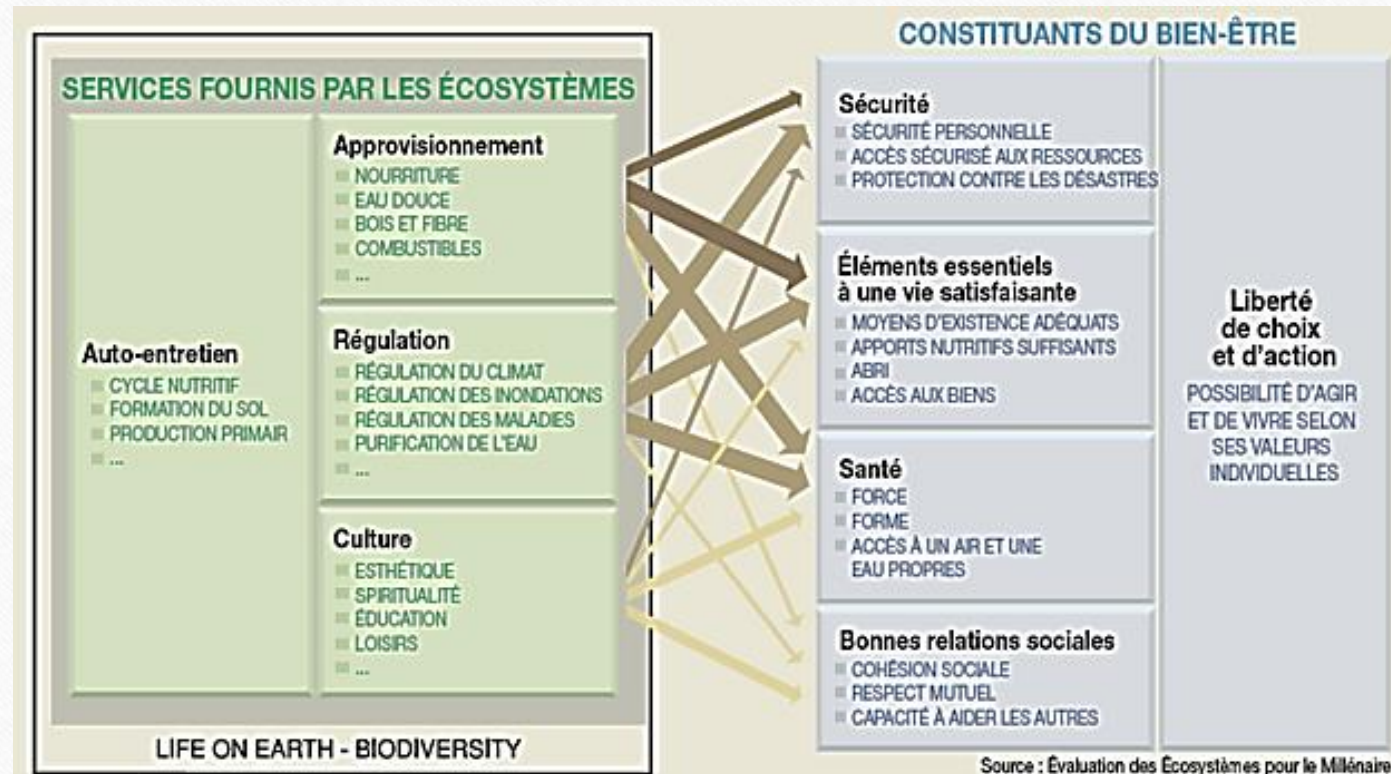 SERVICES FOURNIS PAR LES ÉCOSYSTÈMES
Auto-entretien
CYCLE NUTRITIF
FORMATION DU SOL
PRODUCTION PRIMAIR
...
Approvisionnement
NOURRITURE
EAU DOUCE
BOIS ET FIBRE
COMBUSTIBLES
...
Régulation
RÉGULATION DU CLIMAT
RÉGULATION DES INONDATIONS
RÉGULATION DES MALADIES
PURIFICATION DE L'EAU
...
Culture
ESTHÉTIQUE
SPIRITUALITÉ
ÉDUCATION
LOISIRS
...
LIFE ON EARTH - BIODIVERSITY
CONSTITUANTS DU BIEN-ÊTRE
Sécurité
SÉCURITÉ PERSONNELLE
ACCÈS SÉCURISÉ AUX RESSOURCES
PROTECTION CONTRE LES DÉSASTRES
Éléments essentiels
à une vie satisfaisante
MOYENS D'EXISTENCE ADÉQUATS
APPORTS NUTRITIFS SUFFISANTS
ABRI
ACCÈS AUX BIENS
Santé
FORCE
FORME
ACCÈS À UN AIR ET UNE
EAU PROPRES
Bonnes relations sociales
COHÉSION SOCIALE
RESPECT MUTUEL
CAPACITÉ À AIDER LES AUTRES
Liberté
de choix
et d'action
POSSIBILITÉ D'AGIR
ET DE VIVRE SELON
SES VALEURS
INDIVIDUELLES
Source : Évaluation des Écosystèmes pour le Millénaire